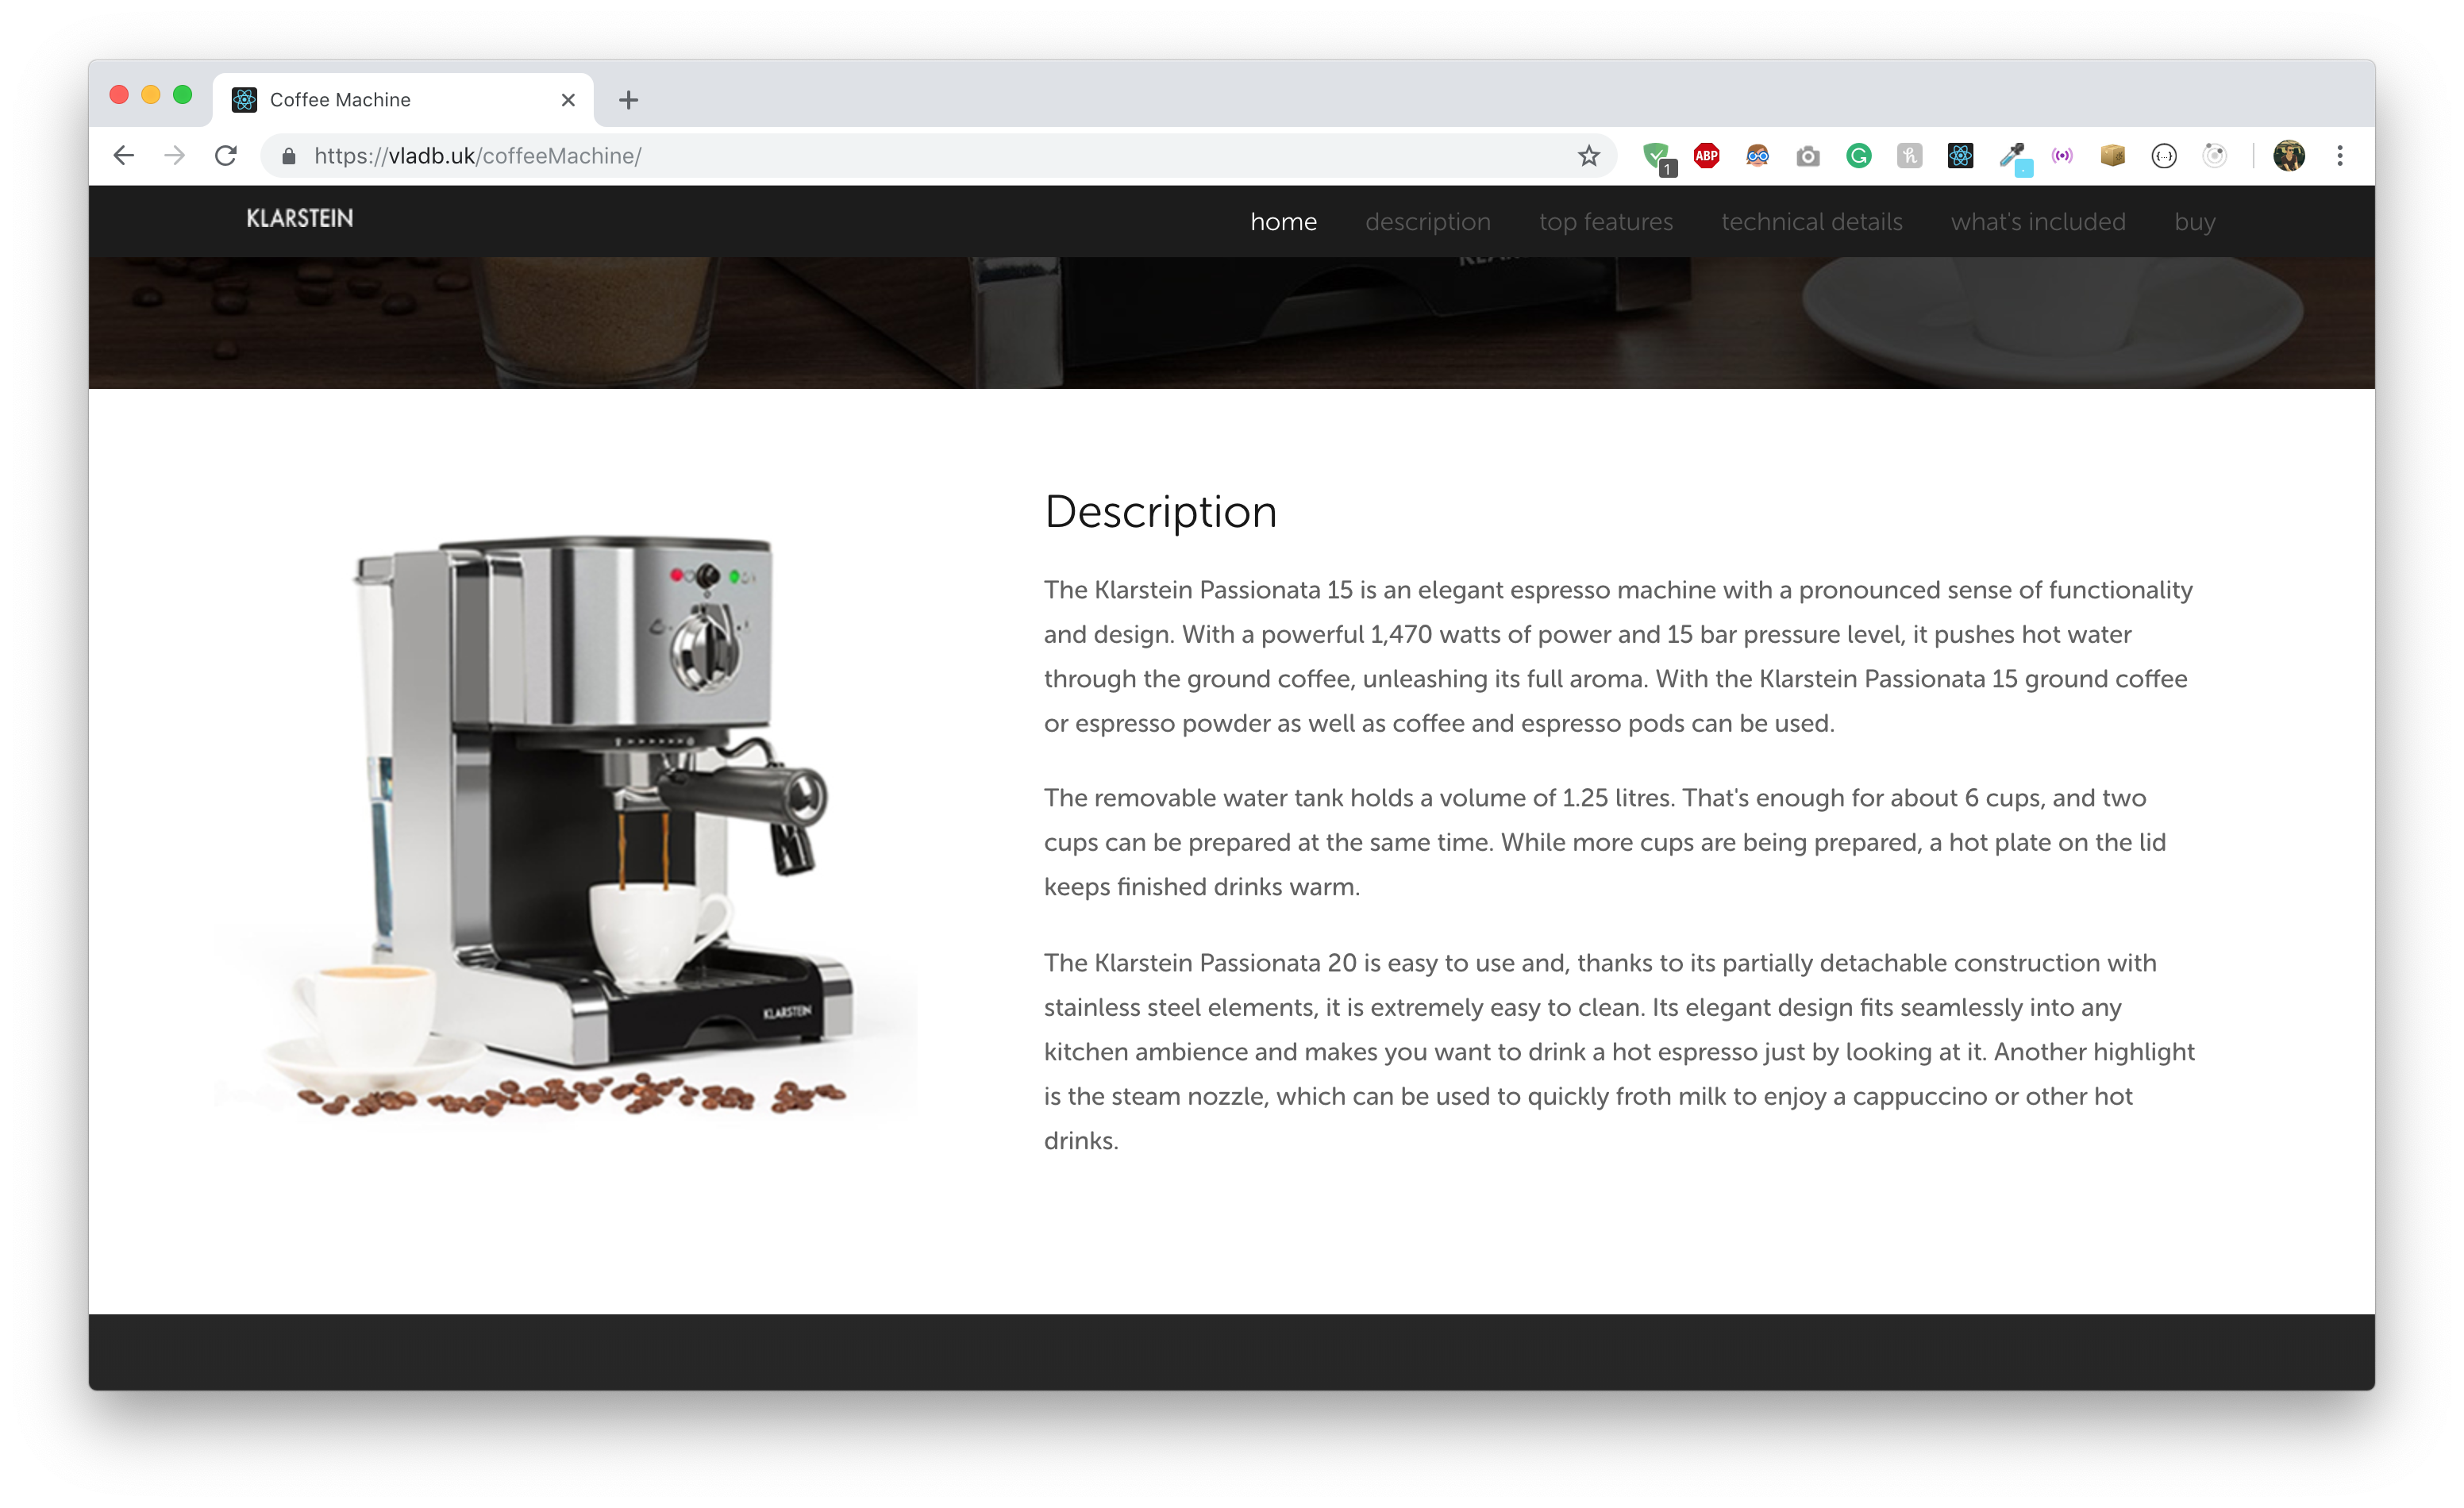 Coffee Machine
https://vladb.uk/coffeeMachine/
1
ABP
KLARSTEIN
home description top features technical details what's included buy
Description
The Klarstein Passionata 15 is an elegant espresso machine with a pronounced sense of functionality
and design. With a powerful 1,470 watts of power and 15 bar pressure level, it pushes hot water
through the ground coffee, unleashing its full aroma. With the Klarstein Passionata 15 ground coffee
or espresso powder as well as coffee and espresso pods can be used.
The removable water tank holds a volume of 1.25 litres. That's enough for about 6 cups, and two
cups can be prepared at the same time. While more cups are being prepared, a hot plate on the lid
keeps finished drinks warm.
The Klarstein Passionata 20 is easy to use and, thanks to its partially detachable construction with
stainless steel elements, it is extremely easy to clean. Its elegant design fits seamlessly into any
kitchen ambience and makes you want to drink a hot espresso just by looking at it. Another highlight
is the steam nozzle, which can be used to quickly froth milk to enjoy a cappuccino or other hot
drinks.
KLARSTEIN